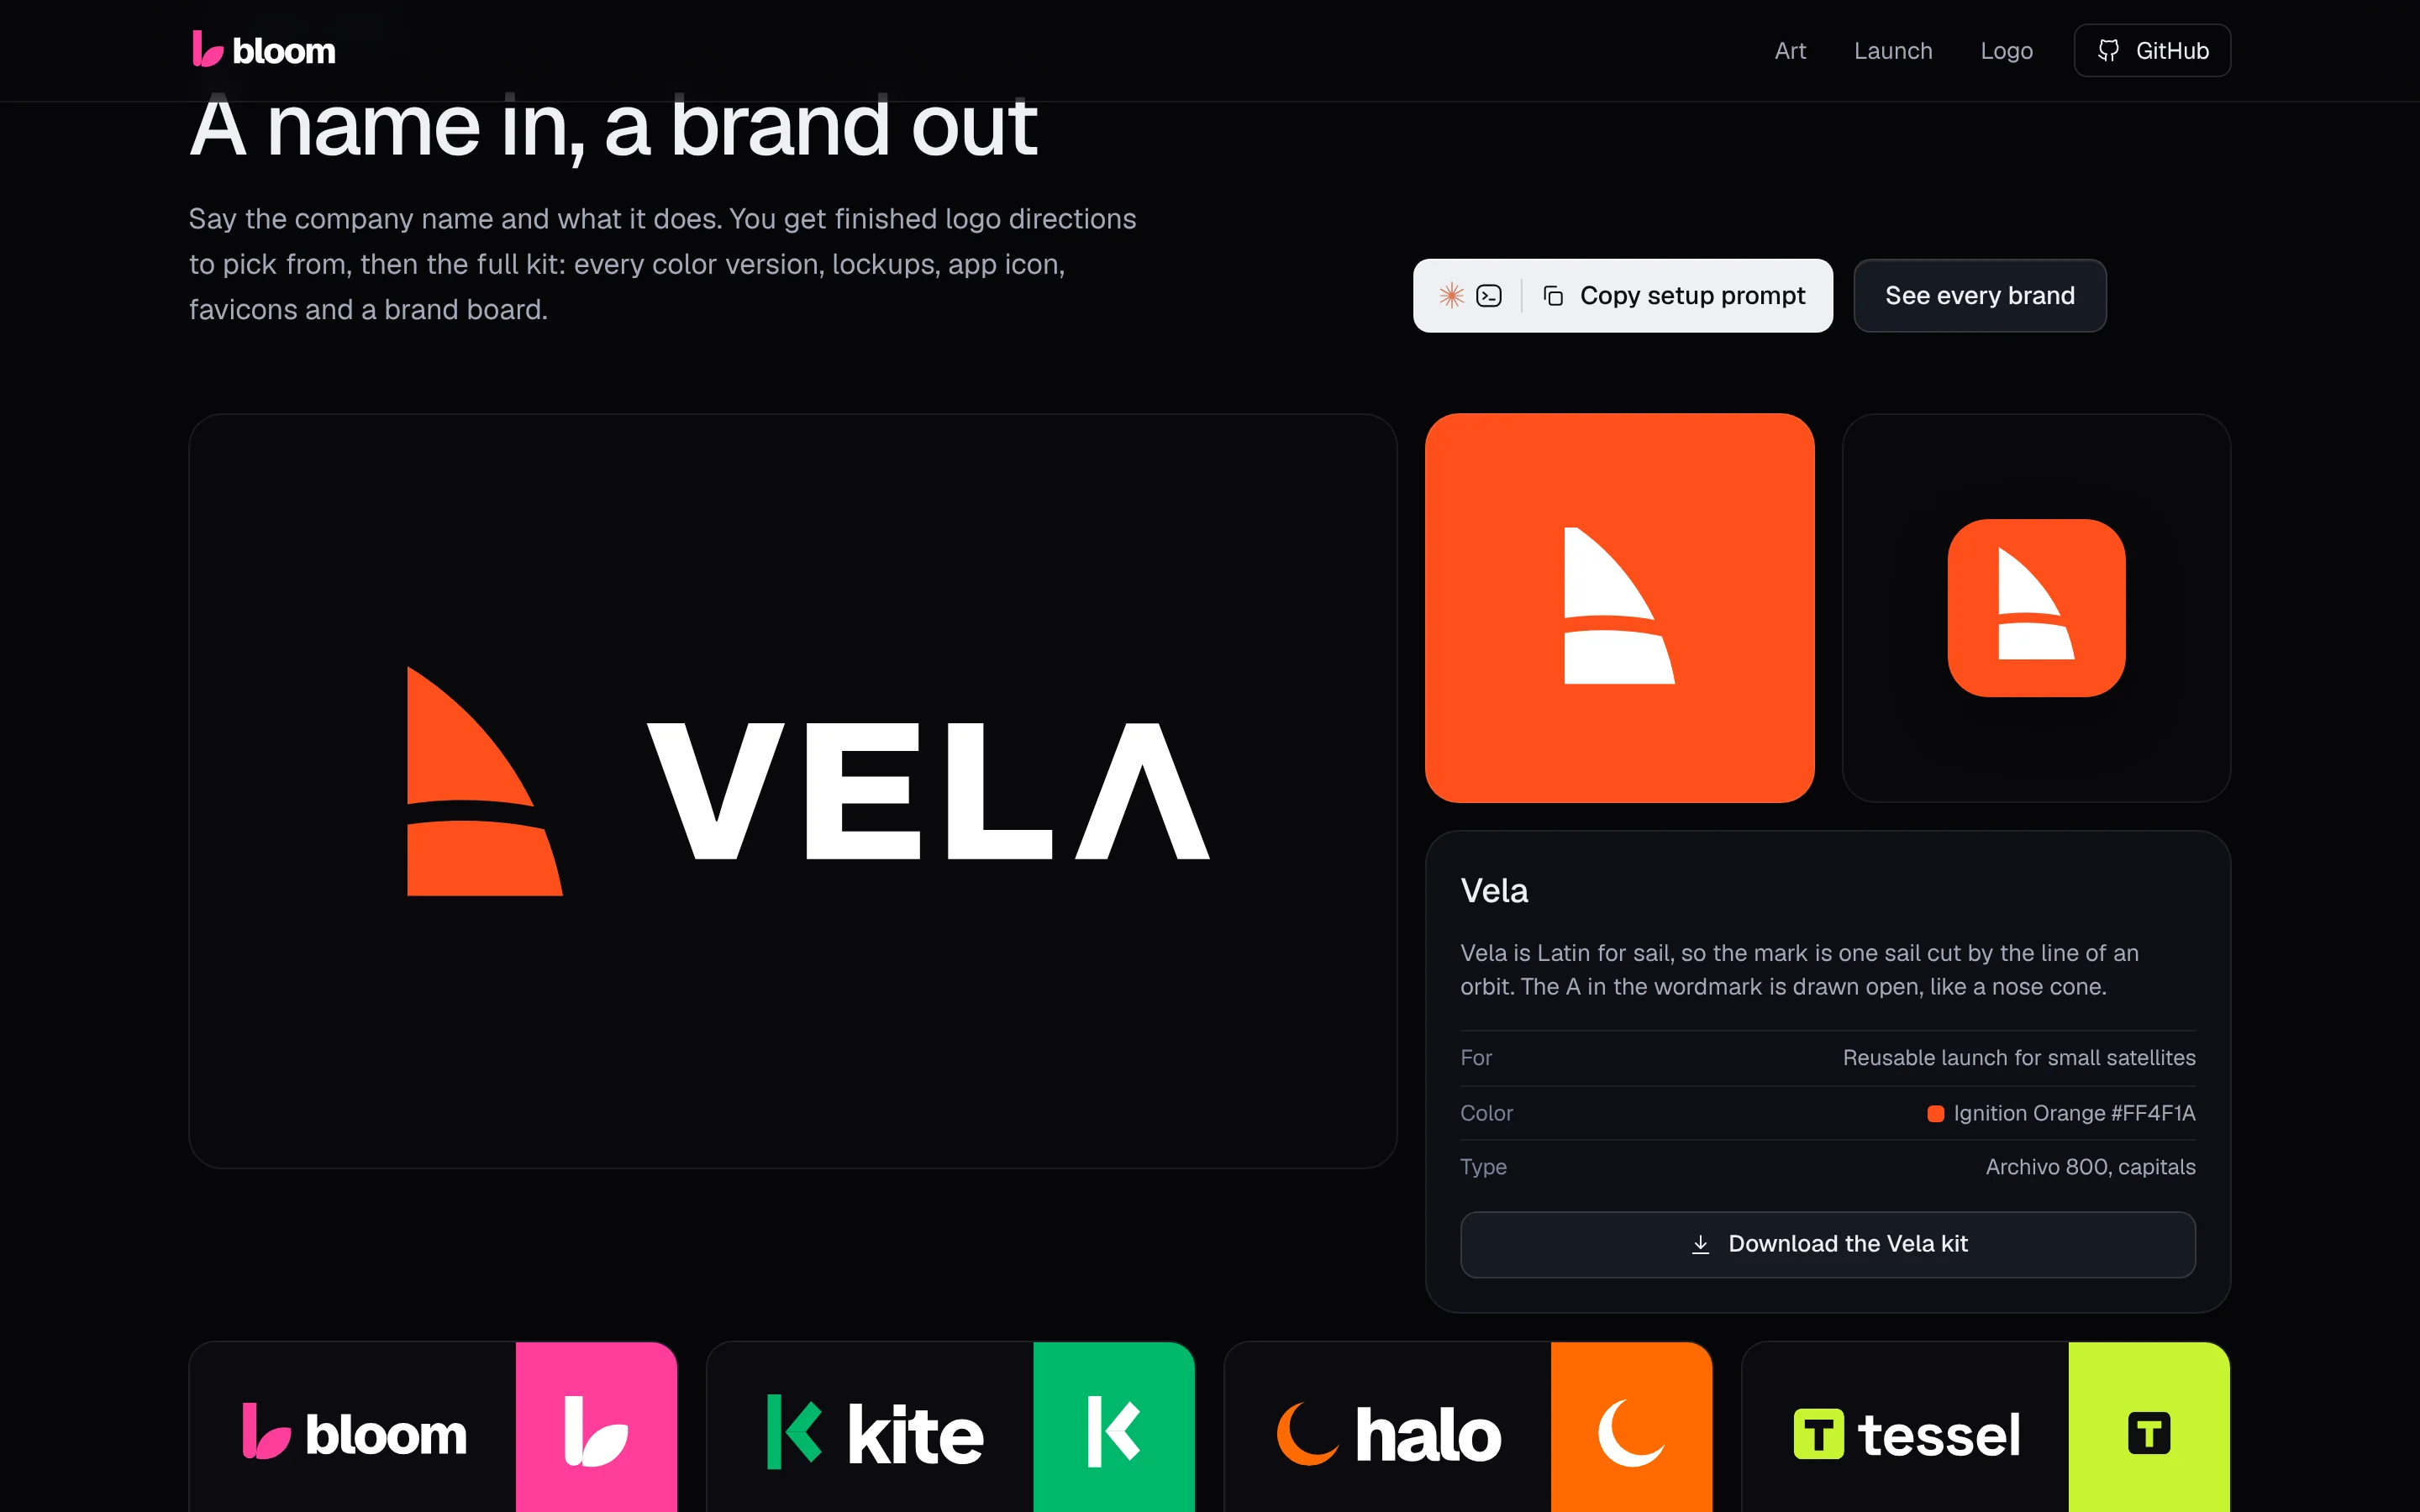 bloom
Art
Launch
Logo
GitHub
A name in, a brand out
Say the company name and what it does. You get finished logo directions
to pick from, then the full kit: every color version, lockups, app icon,
favicons and a brand board.
Copy setup prompt
See every brand
VELA
Vela
Vela is Latin for sail, so the mark is one sail cut by the line of an
orbit. The A in the wordmark is drawn open, like a nose cone.
For
Reusable launch for small satellites
Color
Ignition Orange #FF4F1A
Type
Archivo 800, capitals
Download the Vela kit
bloom
kite
halo
T tessel
T